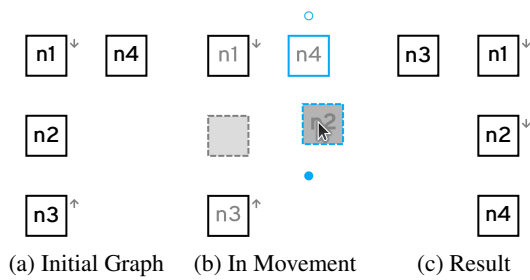 n1 n4 n1 n4 n3 n1
n2 n2 n2
n3 n3 n4
(a) Initial Graph (b) In Movement (c) Result